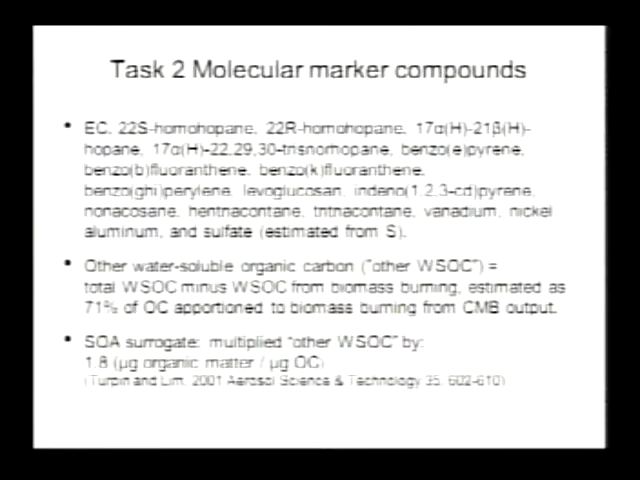 Task 2 Molecular marker compounds
• EC, 22S-homohopane, 22R-homohopane, 17α(H)-21β(H)-
hopane, 17α(H)-22,29,30-trisnorhopane, benzo(e)pyrene,
benzo(b)fluoranthene, benzo(k)fluoranthene,
benzo(ghi)perylene, levoglucosan, indeno(1,2,3-cd)pyrene,
nonacosane, hentriacontane, tritriacontane, vanadium, nickel
aluminum, and sulfate (estimated from S).
• Other water-soluble organic carbon ("other WSOC") =
total WSOC minus WSOC from biomass burning, estimated as
71% of OC apportioned to biomass burning from CMB output.
• SOA surrogate: multiplied "other WSOC" by:
1.8 (µg organic matter / µg OC)
(Turpin and Lim, 2001 Aerosol Science & Technology 35, 602-610)